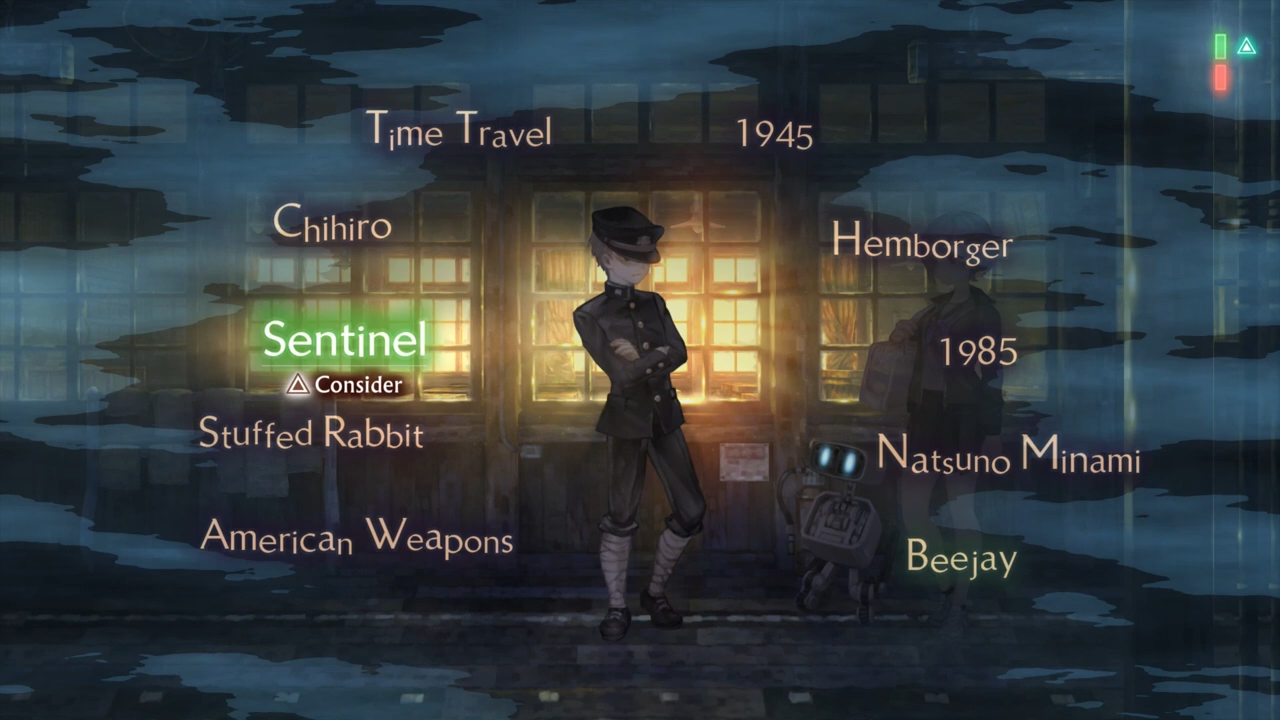 Time Travel
1945
Chihiro
Hemborger
Sentinel
Consider
1985
Stuffed Rabbit
Natsuno Minami
American Weapons
Beejay